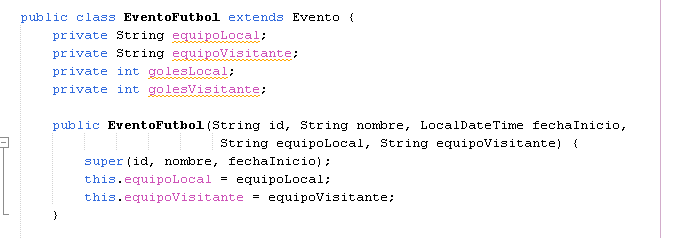 public class EventoFutbol extends Evento {
    private String equipoLocal;
    private String equipoVisitante;
    private int golesLocal;
    private int golesVisitante;

    public EventoFutbol(String id, String nombre, LocalDateTime fechaInicio,
                         String equipoLocal, String equipoVisitante) {
        super(id, nombre, fechaInicio);
        this.equipoLocal = equipoLocal;
        this.equipoVisitante = equipoVisitante;
    }